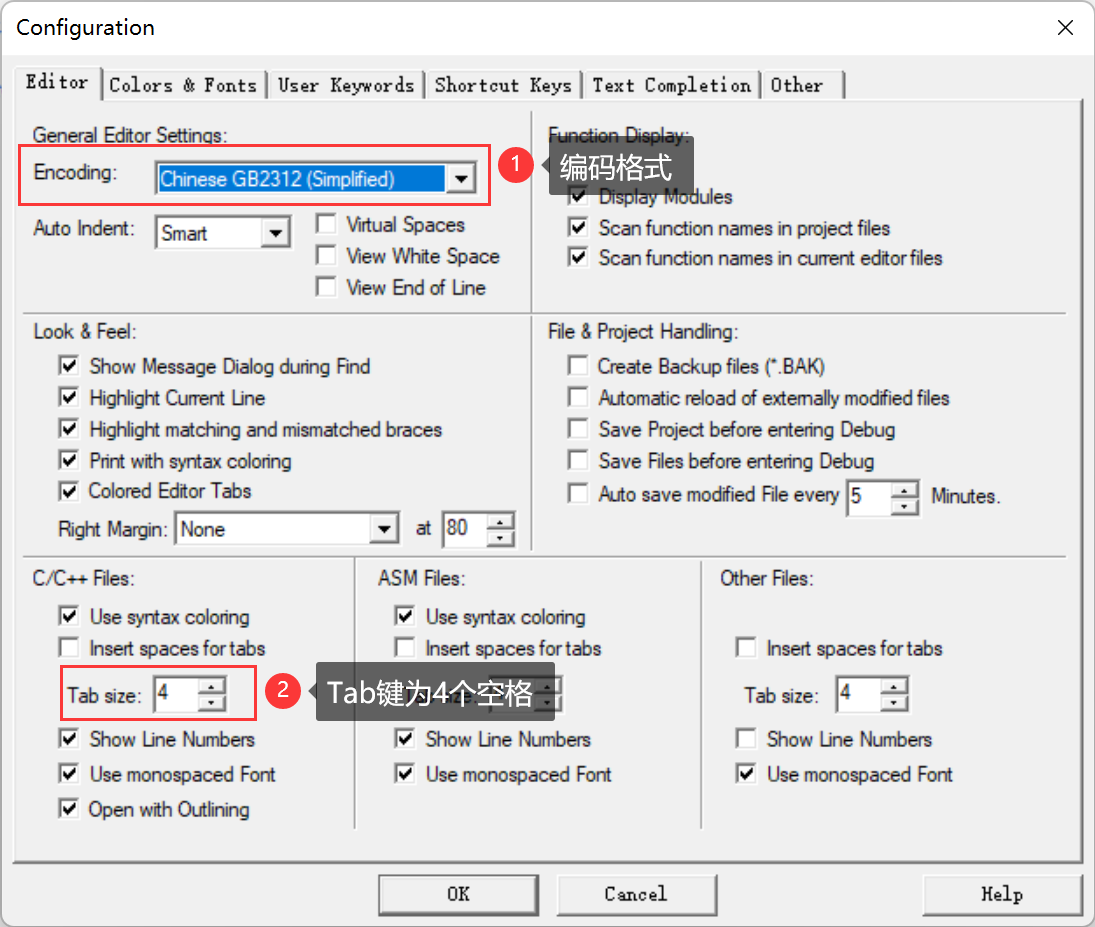 Configuration
Editor
Colors & Fonts
User Keywords
Shortcut Keys
Text Completion
Other
General Editor Settings:
Encoding:
Chinese GB2312 (Simplified)
1
编码格式
Auto Indent:
Smart
Virtual Spaces
View White Space
View End of Line
Function Display:
Display Modules
Scan function names in project files
Scan function names in current editor files
Look & Feel:
Show Message Dialog during Find
Highlight Current Line
Highlight matching and mismatched braces
Print with syntax coloring
Colored Editor Tabs
Right Margin: None at 80
File & Project Handling:
Create Backup files (*.BAK)
Automatic reload of externally modified files
Save Project before entering Debug
Save Files before entering Debug
Auto save modified File every 5 Minutes.
C/C++ Files:
Use syntax coloring
Insert spaces for tabs
Tab size: 4
2
Tab键为4个空格
Show Line Numbers
Use monospaced Font
Open with Outlining
ASM Files:
Use syntax coloring
Insert spaces for tabs
Show Line Numbers
Use monospaced Font
Other Files:
Insert spaces for tabs
Tab size: 4
Show Line Numbers
Use monospaced Font
OK
Cancel
Help